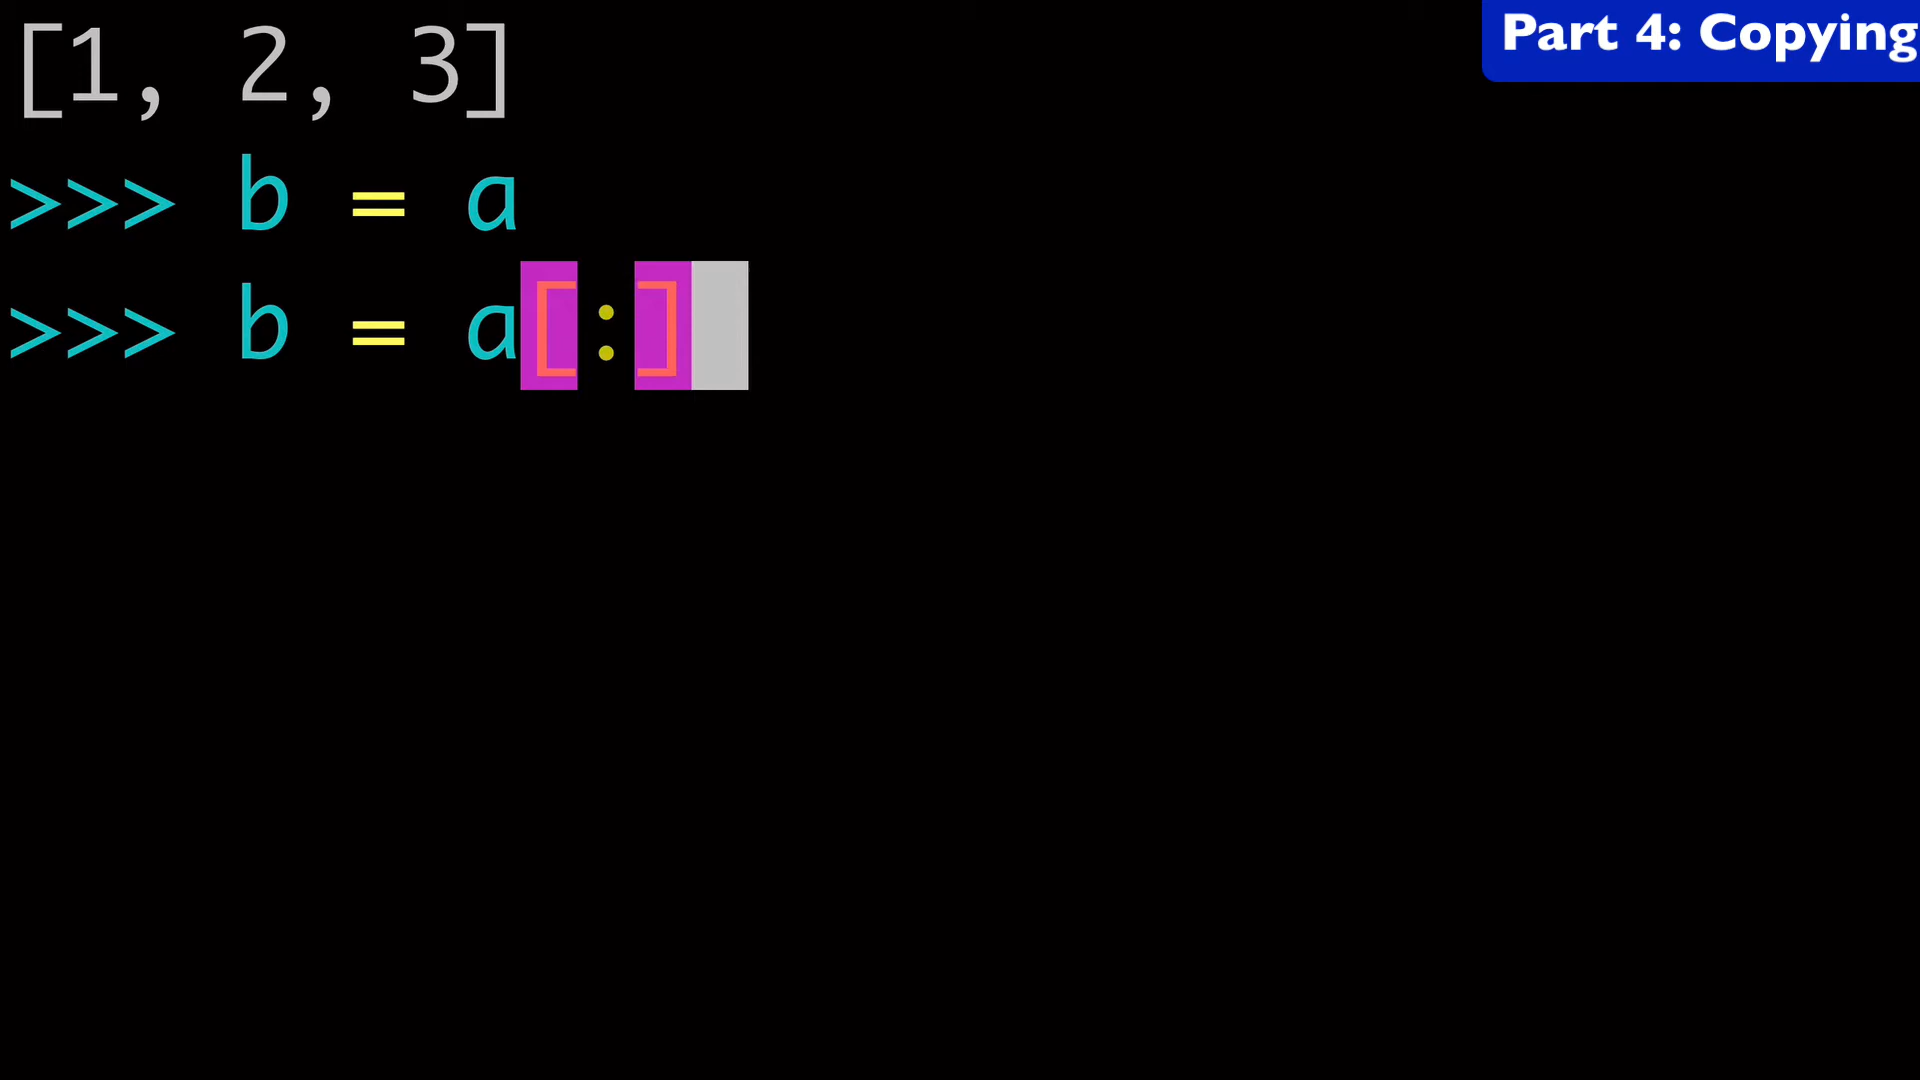 [1, 2, 3]
Part 4: Copying
>>> b = a
>>> b = a[:]